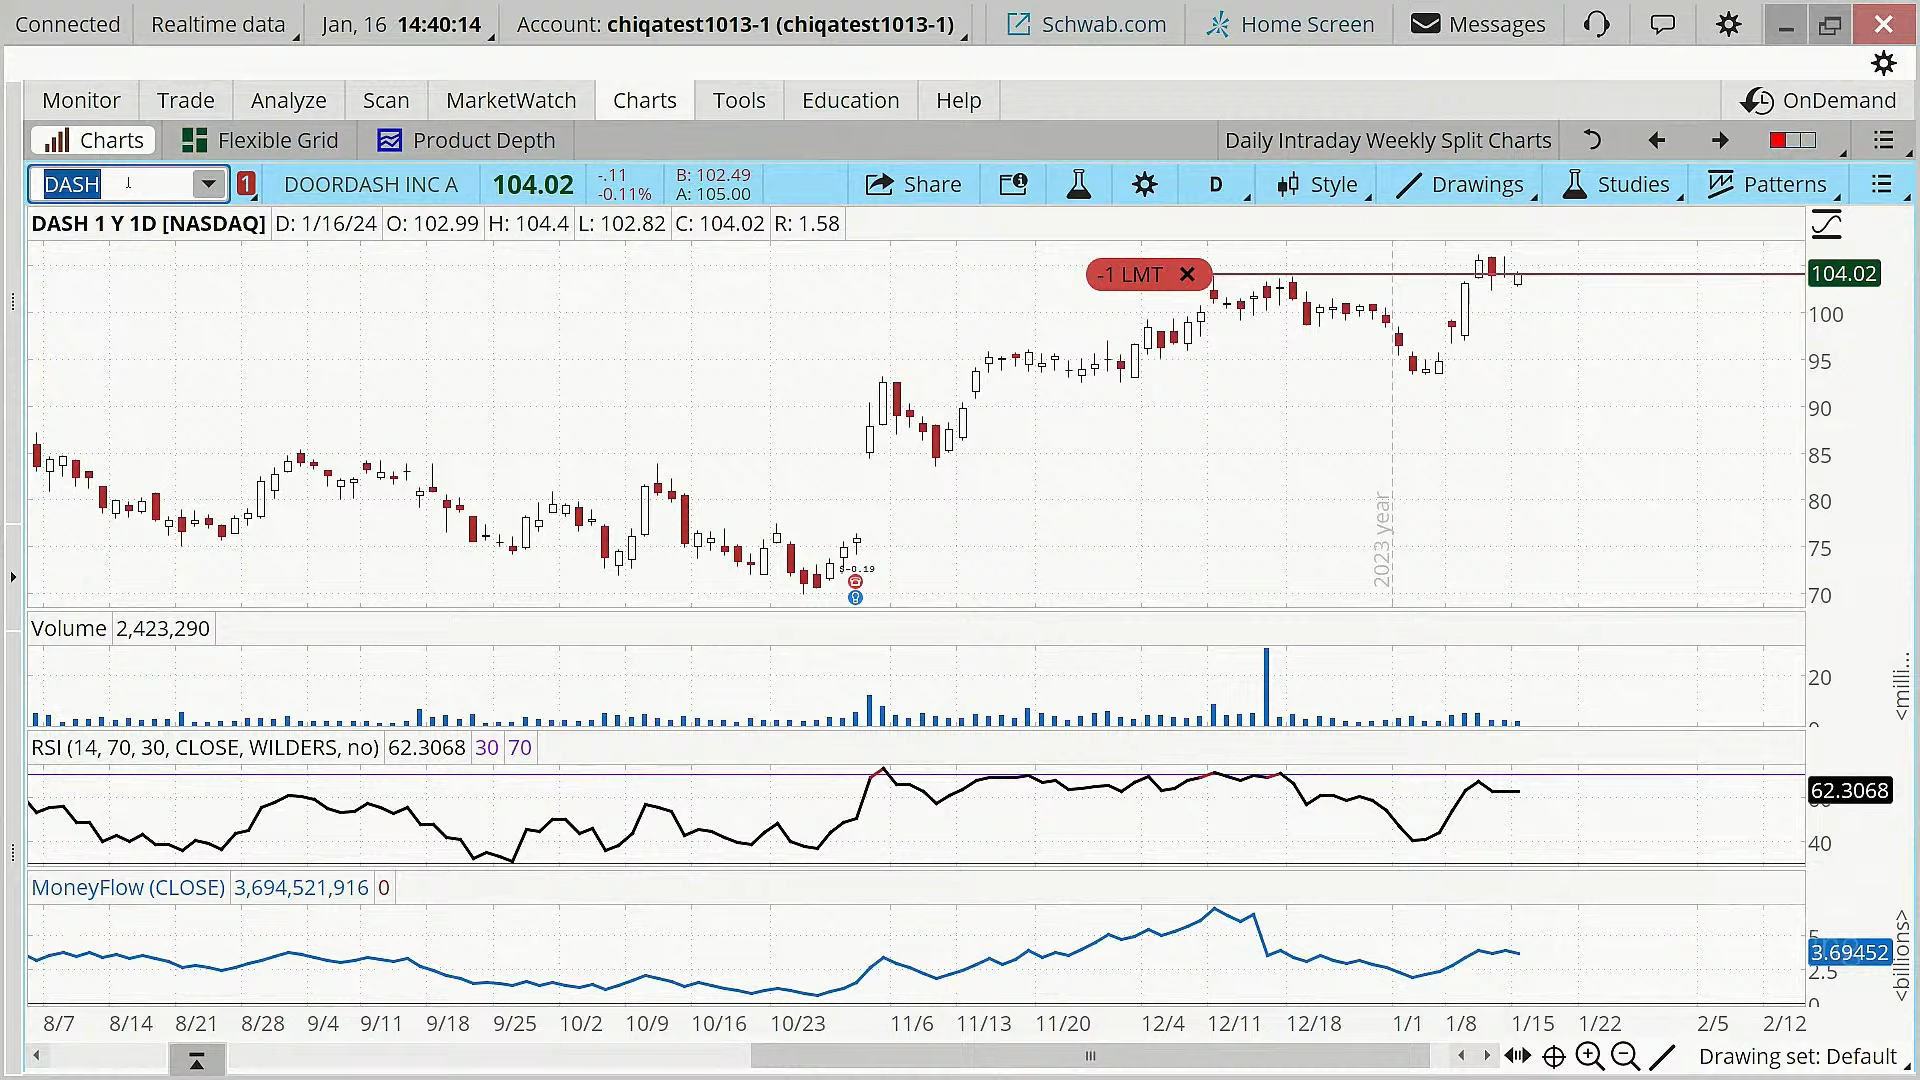 Connected Realtime data Jan, 16 14:40:14 Account: chiqatest1013-1 (chiqatest1013-1) Schwab.com Home Screen Messages
Monitor Trade Analyze Scan MarketWatch Charts Tools Education Help OnDemand
Charts Flexible Grid Product Depth Daily Intraday Weekly Split Charts
DASH 1 DOORDASH INC A 104.02 -.11 -0.11% B: 102.49 A: 105.00 Share D Style Drawings Studies Patterns
DASH 1 Y 1D [NASDAQ] D: 1/16/24 O: 102.99 H: 104.4 L: 102.82 C: 104.02 R: 1.58
-1 LMT
104.02
100
95
90
85
80
75
70
2023 year
$-0.19
Volume 2,423,290
20
<milli...
RSI (14, 70, 30, CLOSE, WILDERS, no) 62.3068 30 70
62.3068
40
MoneyFlow (CLOSE) 3,694,521,916 0
5
3.69452
2.5
0
<billions>
8/7 8/14 8/21 8/28 9/4 9/11 9/18 9/25 10/2 10/9 10/16 10/23 11/6 11/13 11/20 12/4 12/11 12/18 1/1 1/8 1/15 1/22 2/5 2/12
Drawing set: Default